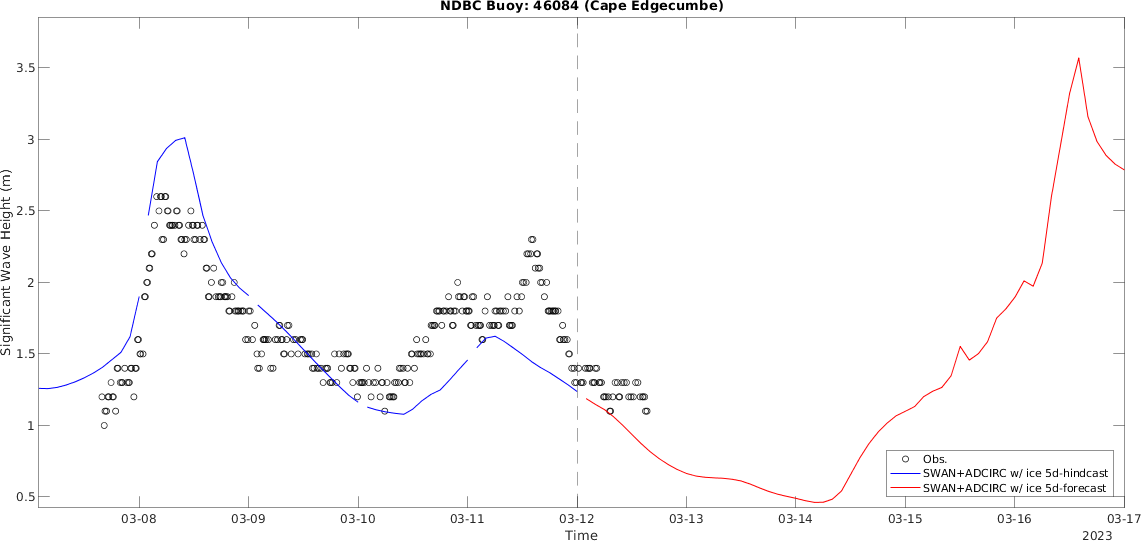 NDBC Buoy: 46084 (Cape Edgecumbe)
Significant Wave Height (m)
3.5
3
2.5
2
1.5
1
0.5
Obs.
SWAN+ADCIRC w/ ice 5d-hindcast
SWAN+ADCIRC w/ ice 5d-forecast
03-08 03-09 03-10 03-11 03-12 03-13 03-14 03-15 03-16 03-17
Time
2023